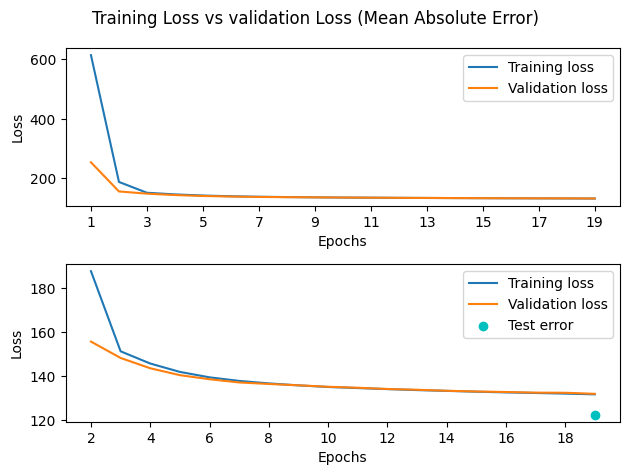 Training Loss vs validation Loss (Mean Absolute Error)
600
400
200
Loss
Training loss
Validation loss
1 3 5 7 9 11 13 15 17 19
Epochs
180
160
140
120
Loss
Training loss
Validation loss
Test error
2 4 6 8 10 12 14 16 18
Epochs